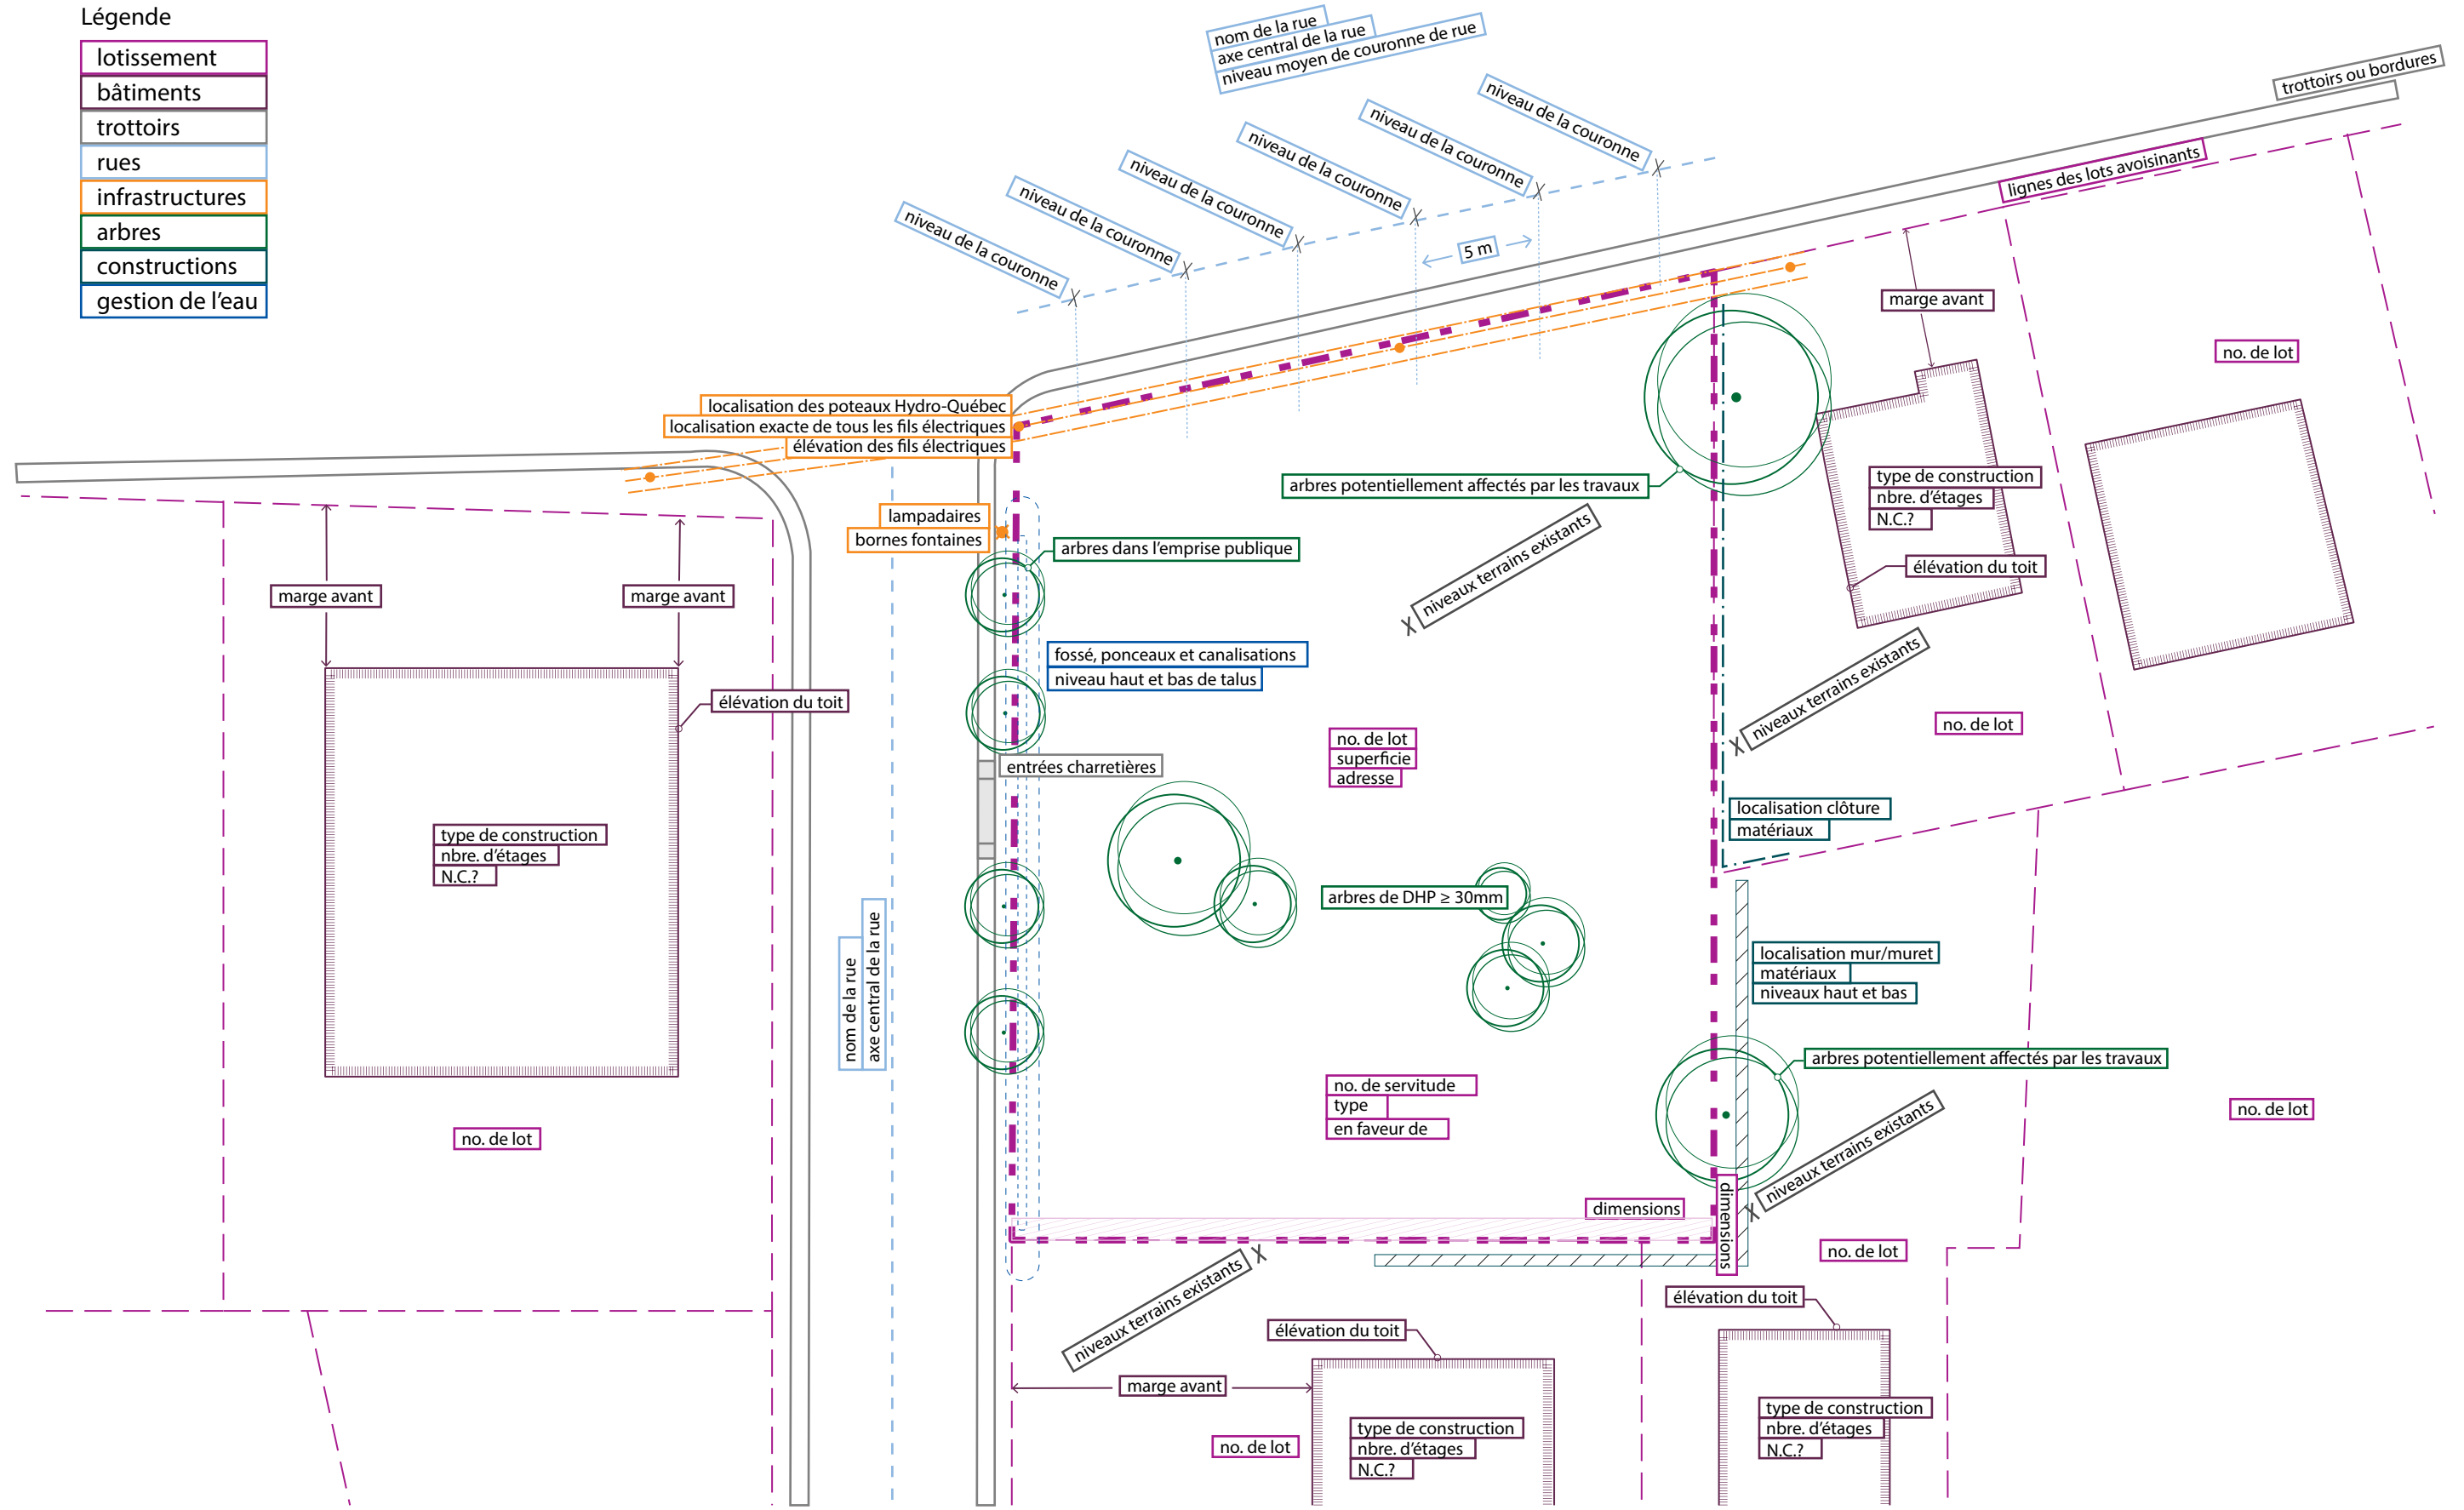 Légende
lotissement
bâtiments
trottoirs
rues
infrastructures
arbres
constructions
gestion de l'eau
nom de la rue
axe central de la rue
niveau moyen de couronne de rue
trottoirs ou bordures
niveau de la couronne
niveau de la couronne
niveau de la couronne
niveau de la couronne
niveau de la couronne
niveau de la couronne
5 m
lignes des lots avoisinants
marge avant
no. de lot
localisation des poteaux Hydro-Québec
localisation exacte de tous les fils électriques
élévation des fils électriques
arbres potentiellement affectés par les travaux
type de construction
nbre. d'étages
N.C.?
élévation du toit
lampadaires
bornes fontaines
arbres dans l'emprise publique
niveaux terrains existants
marge avant
marge avant
fossé, ponceaux et canalisations
niveau haut et bas de talus
élévation du toit
niveaux terrains existants
no. de lot
no. de lot
superficie
adresse
entrées charretières
localisation clôture
matériaux
type de construction
nbre. d'étages
N.C.?
arbres de DHP ≥ 30mm
nom de la rue
axe central de la rue
localisation mur/muret
matériaux
niveaux haut et bas
arbres potentiellement affectés par les travaux
no. de servitude
type
en faveur de
no. de lot
no. de lot
niveaux terrains existants
dimensions
dimensions
no. de lot
niveaux terrains existants
élévation du toit
élévation du toit
marge avant
type de construction
nbre. d'étages
N.C.?
no. de lot
type de construction
nbre. d'étages
N.C.?